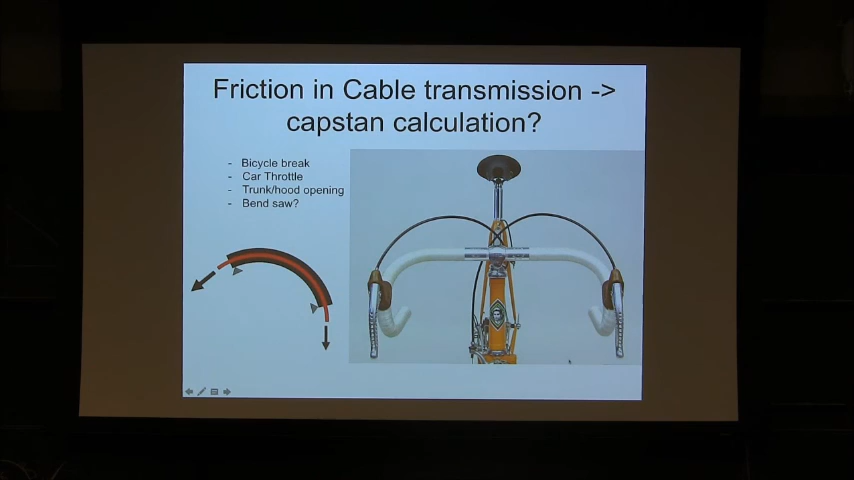 Friction in Cable transmission ->
capstan calculation?
- Bicycle break
- Car Throttle
- Trunk/hood opening
- Bend saw?